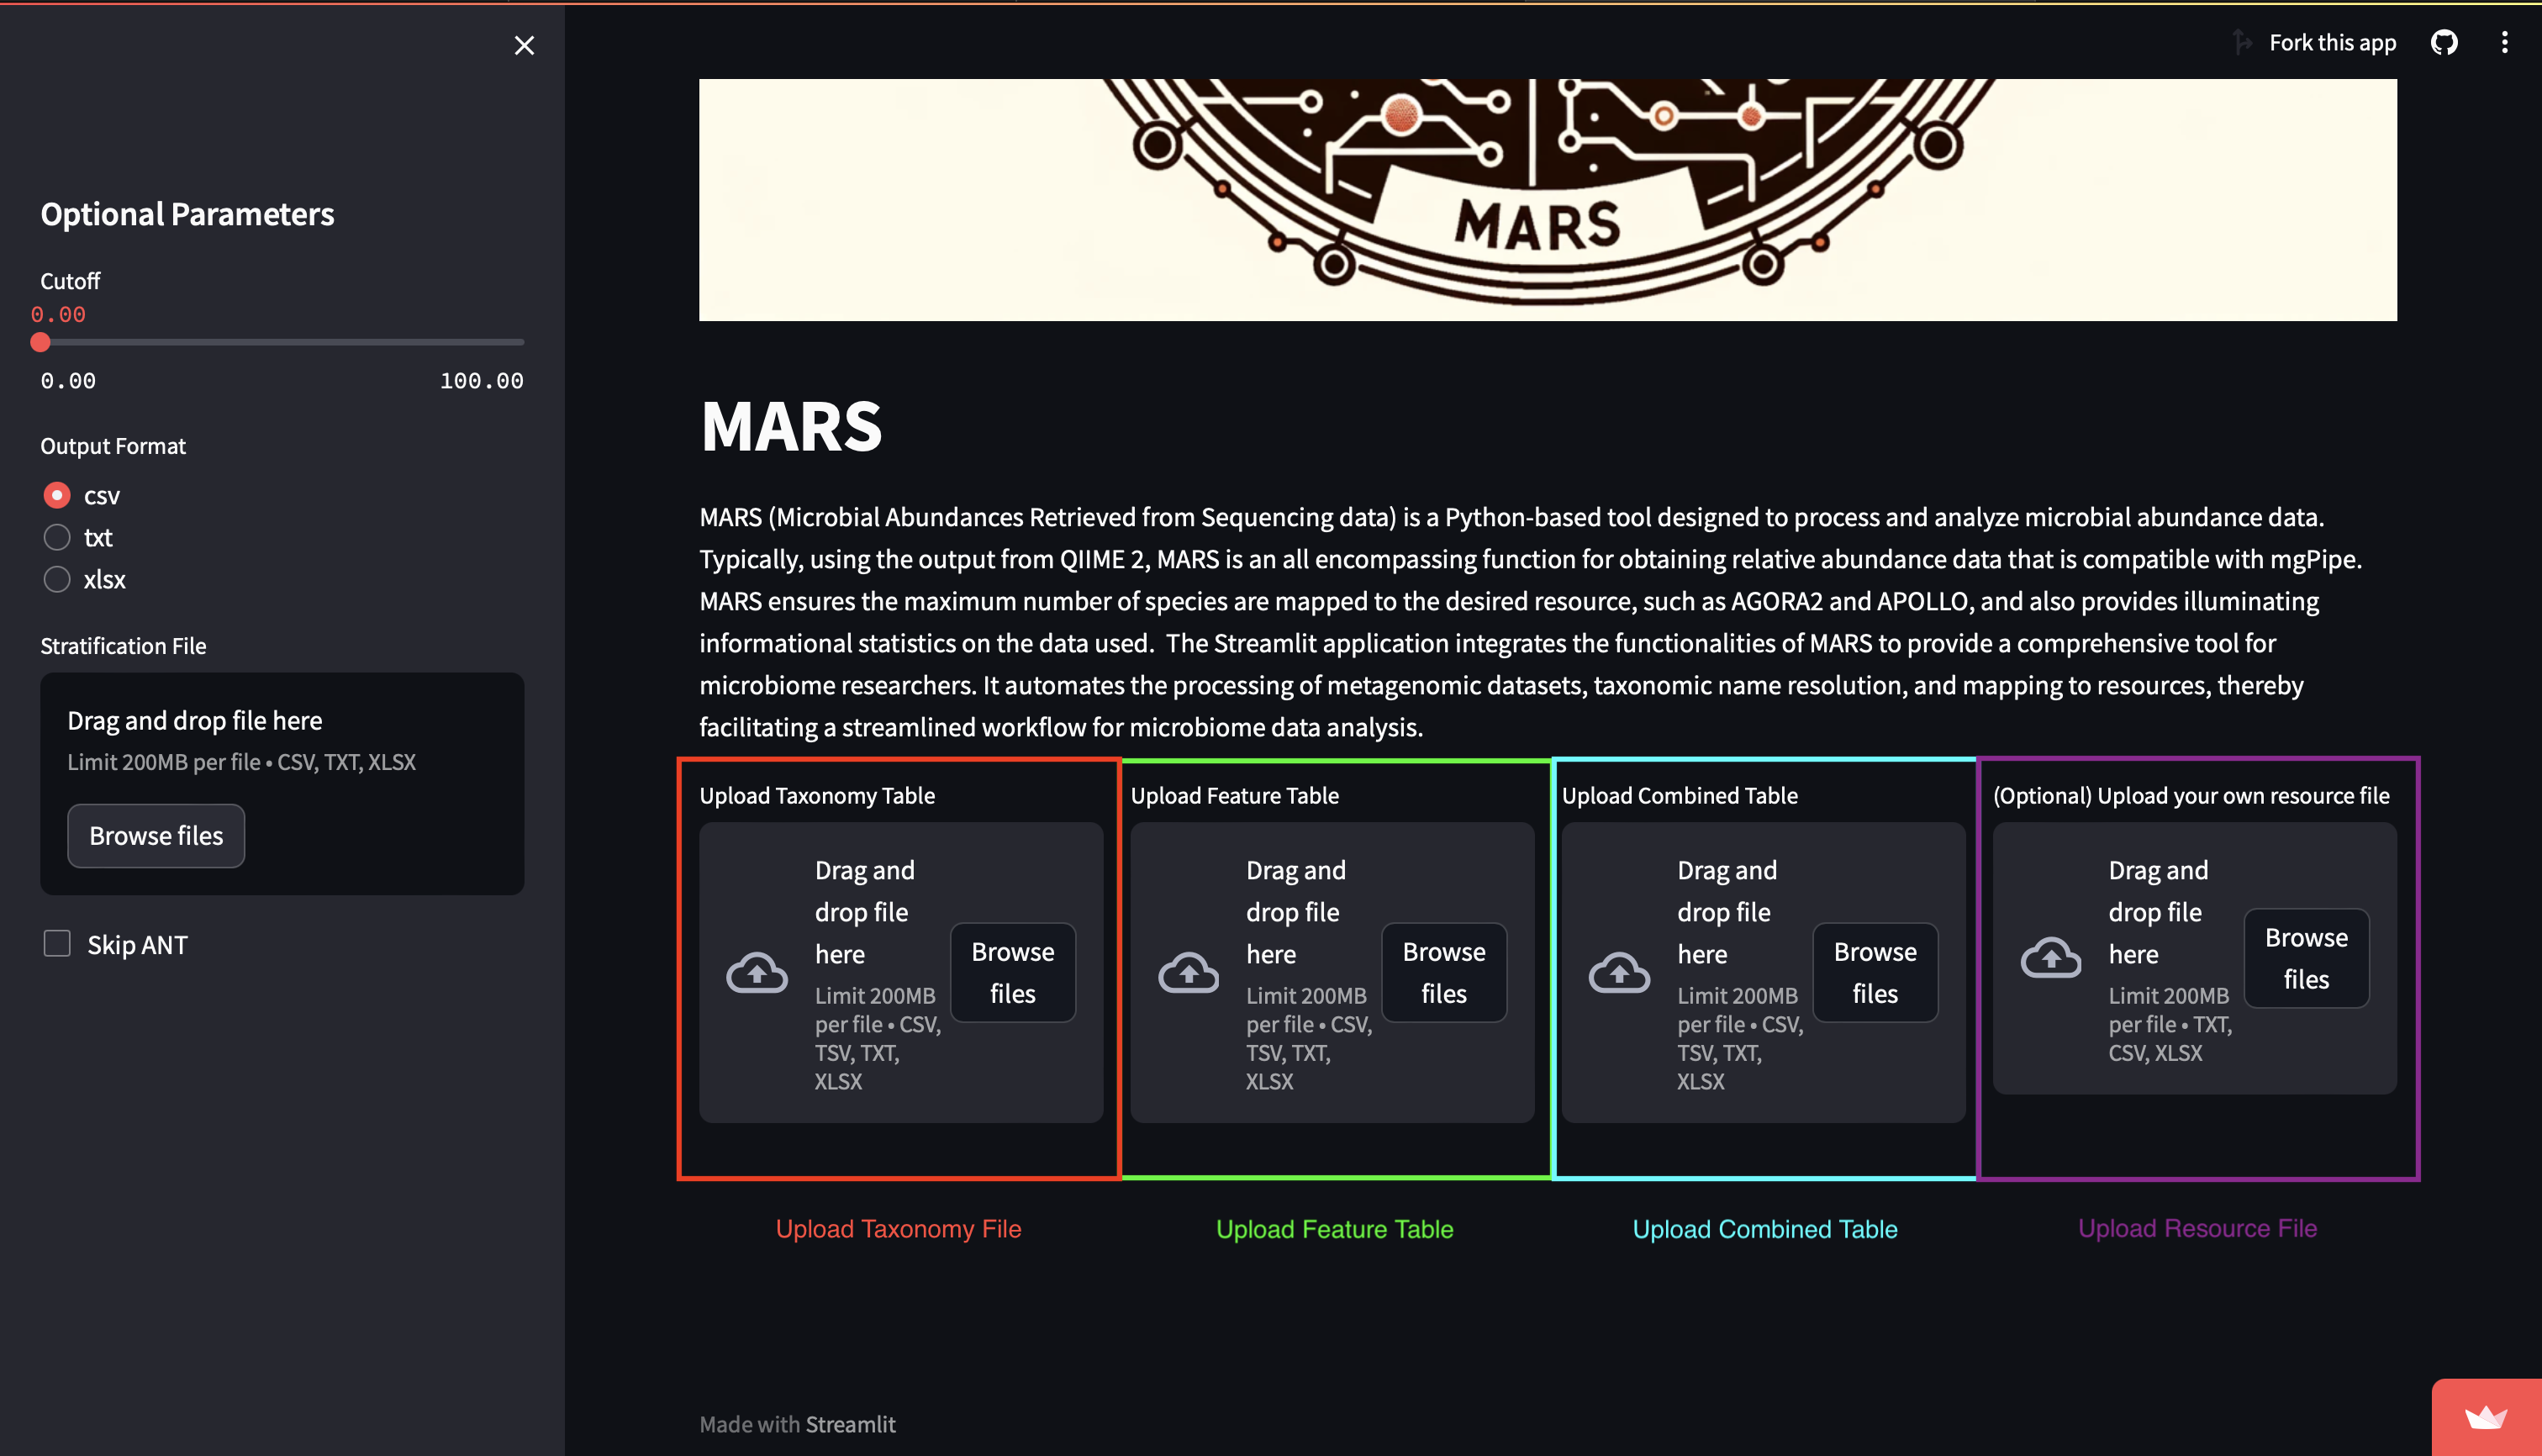 Fork this app
Optional Parameters
Cutoff
0.00
0.00 100.00
Output Format
csv
txt
xlsx
Stratification File
Drag and drop file here
Limit 200MB per file • CSV, TXT, XLSX
Browse files
Skip ANT
MARS
MARS
MARS (Microbial Abundances Retrieved from Sequencing data) is a Python-based tool designed to process and analyze microbial abundance data.
Typically, using the output from QIIME 2, MARS is an all encompassing function for obtaining relative abundance data that is compatible with mgPipe.
MARS ensures the maximum number of species are mapped to the desired resource, such as AGORA2 and APOLLO, and also provides illuminating
informational statistics on the data used.  The Streamlit application integrates the functionalities of MARS to provide a comprehensive tool for
microbiome researchers. It automates the processing of metagenomic datasets, taxonomic name resolution, and mapping to resources, thereby
facilitating a streamlined workflow for microbiome data analysis.
Upload Taxonomy Table
Drag and
drop file
here
Limit 200MB
per file • CSV,
TSV, TXT,
XLSX
Browse
files
Upload Feature Table
Drag and
drop file
here
Limit 200MB
per file • CSV,
TSV, TXT,
XLSX
Browse
files
Upload Combined Table
Drag and
drop file
here
Limit 200MB
per file • CSV,
TSV, TXT,
XLSX
Browse
files
(Optional) Upload your own resource file
Drag and
drop file
here
Limit 200MB
per file • TXT,
CSV, XLSX
Browse
files
Upload Taxonomy File
Upload Feature Table
Upload Combined Table
Upload Resource File
Made with Streamlit